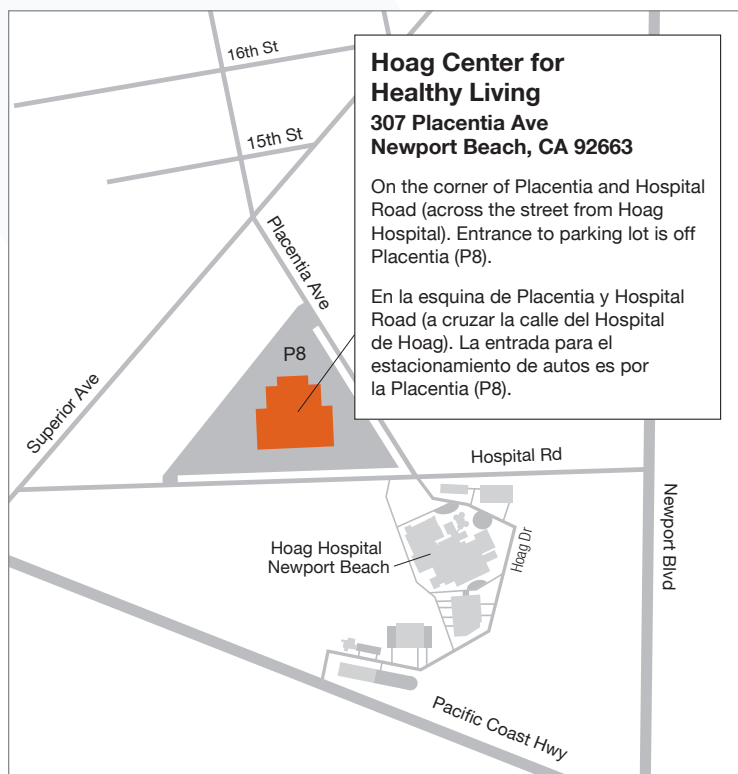 Hoag Center for
Healthy Living
307 Placentia Ave
Newport Beach, CA 92663
On the corner of Placentia and Hospital
Road (across the street from Hoag
Hospital). Entrance to parking lot is off
Placentia (P8).
En la esquina de Placentia y Hospital
Road (a cruzar la calle del Hospital
de Hoag). La entrada para el
estacionamiento de autos es por
la Placentia (P8).
16th St
15th St
Placentia Ave
P8
Superior Ave
Hospital Rd
Newport Blvd
Hoag Dr
Hoag Hospital
Newport Beach
Pacific Coast Hwy